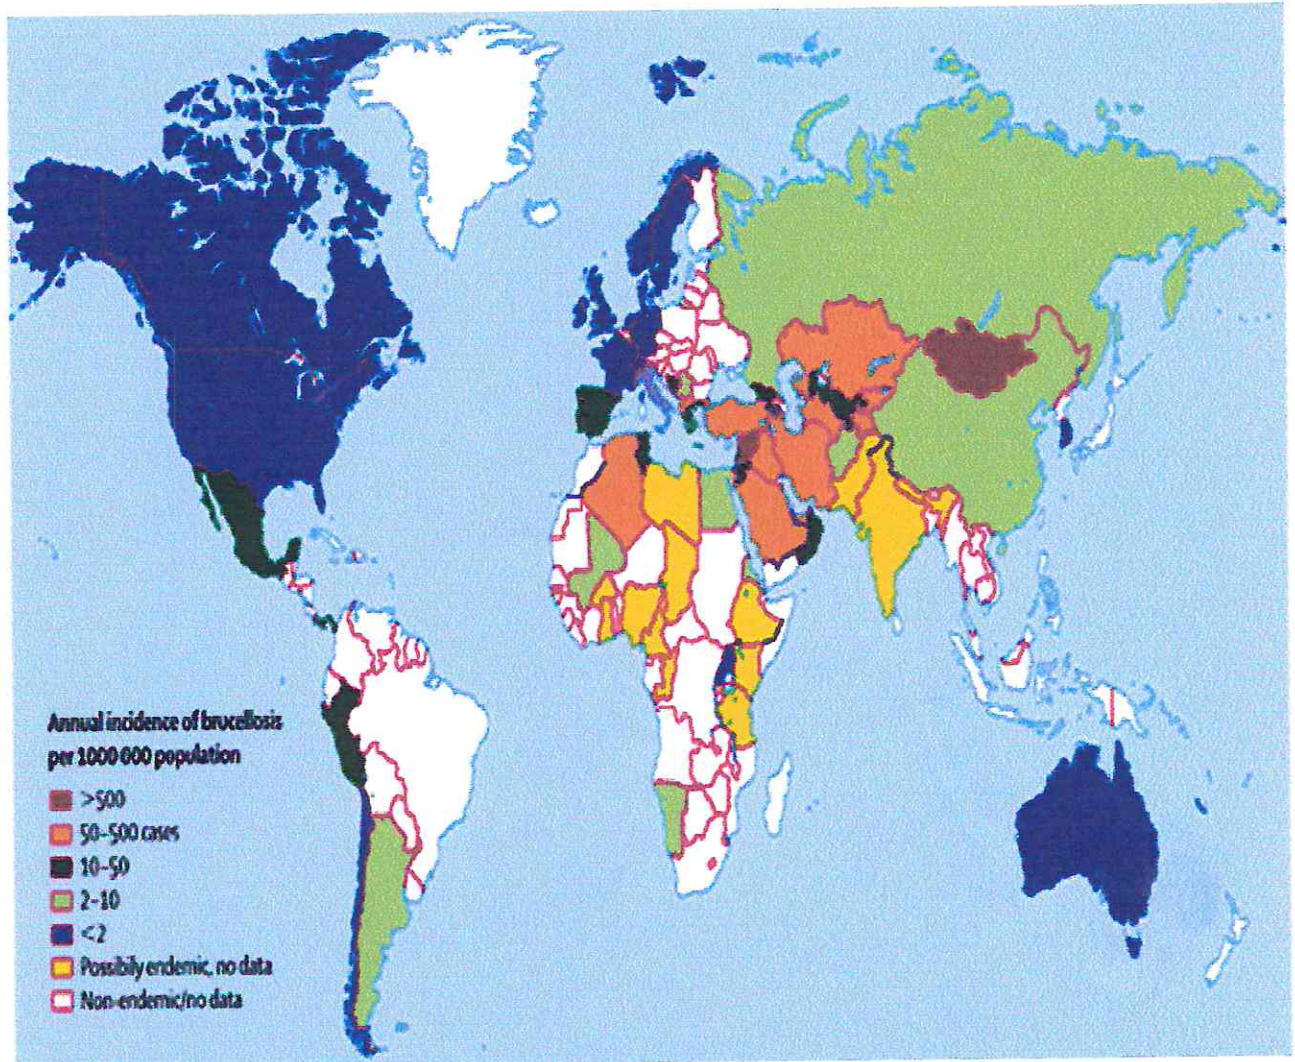 Annual incidence of brucellosis
per 1000 000 population
>500
50–500 cases
10–50
2–10
<2
Possibily endemic, no data
Non-endemic/no data